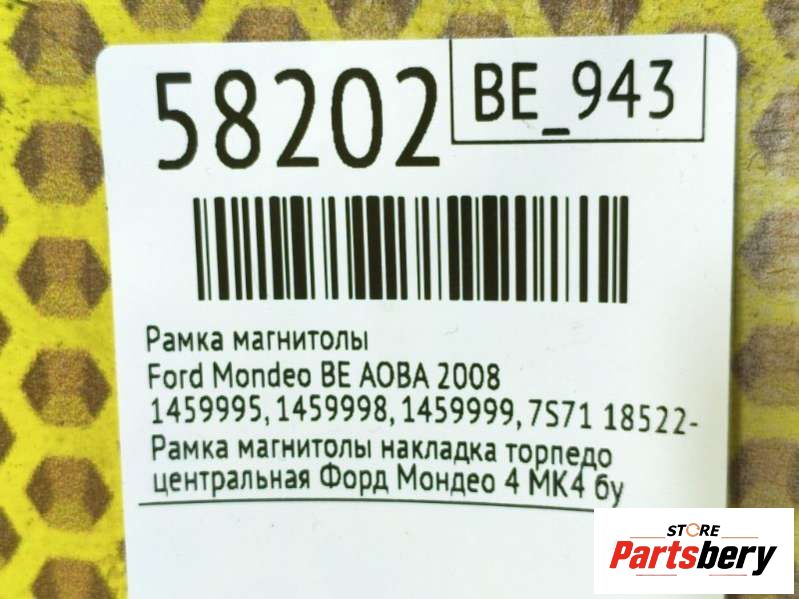 58202
BE_943
Рамка магнитолы
Ford Mondeo BE AOBA 2008
1459995, 1459998, 1459999, 7S71 18522-
Рамка магнитолы накладка торпедо
центральная Форд Мондео 4 МК4 бу
STORE
Partsbery